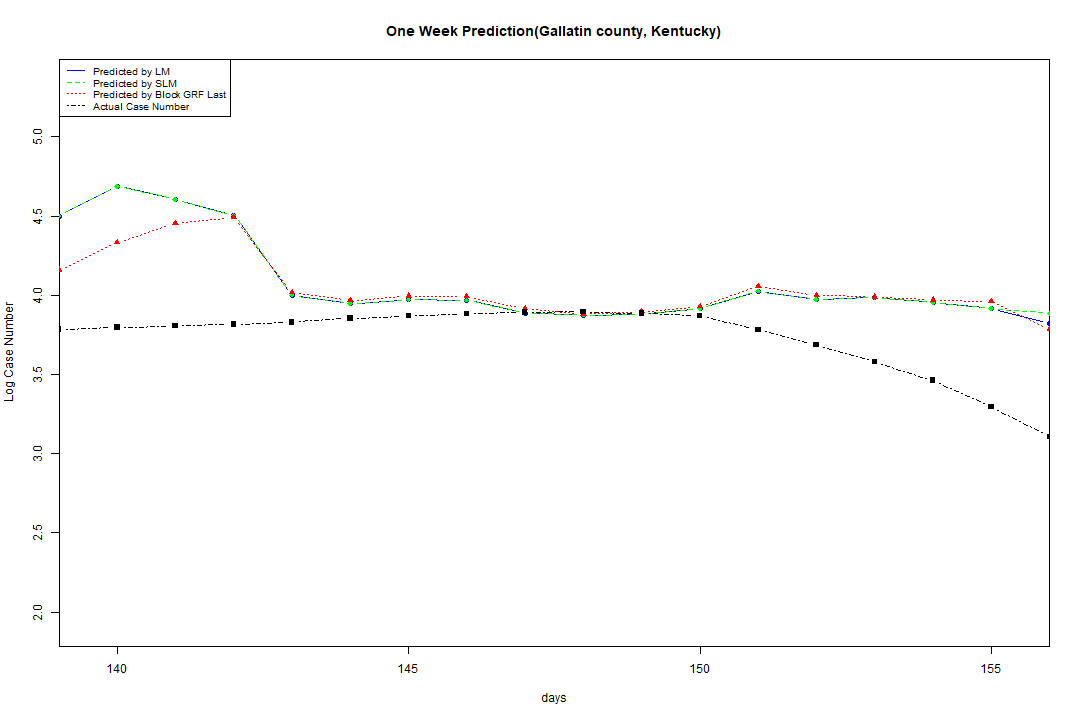 One Week Prediction(Gallatin county, Kentucky)
Predicted by LM
Predicted by SLM
Predicted by Block GRF Last
Actual Case Number
5.0
4.5
4.0
3.5
3.0
2.5
2.0
Log Case Number
140 145 150 155
days